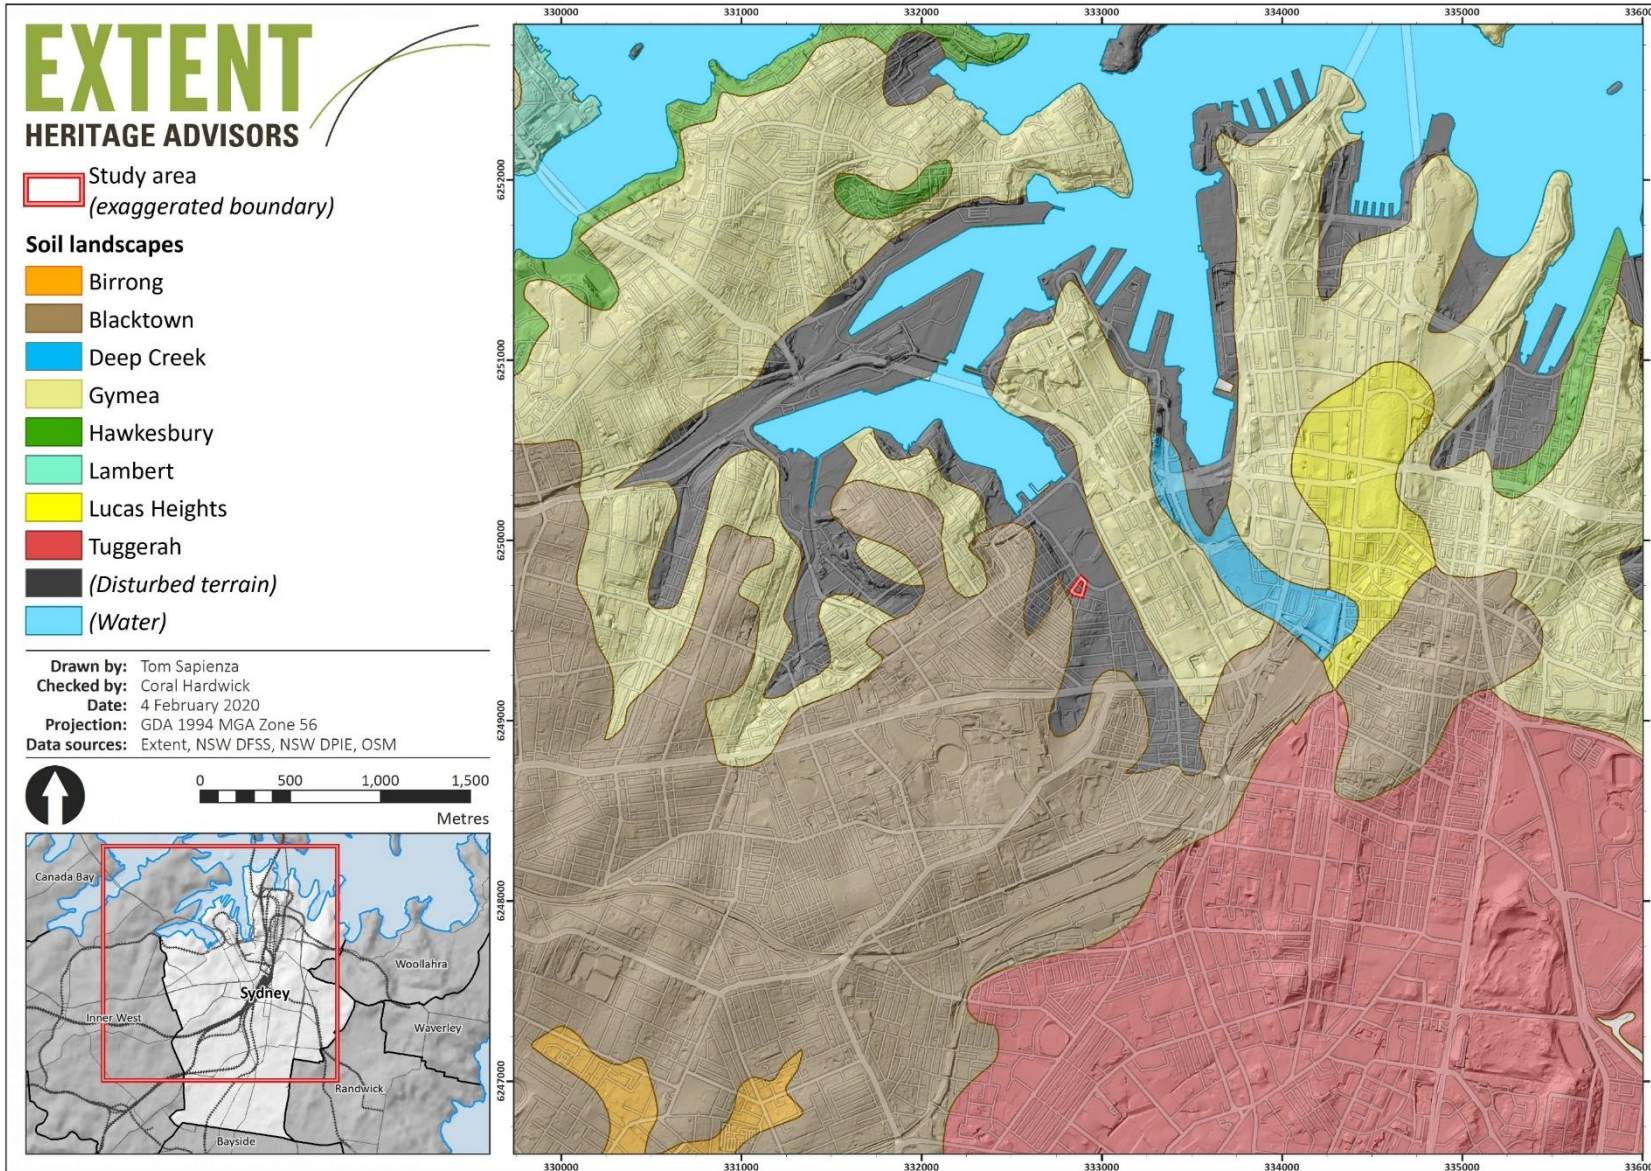 EXTENT
HERITAGE ADVISORS
Study area
(exaggerated boundary)
Soil landscapes
Birrong
Blacktown
Deep Creek
Gymea
Hawkesbury
Lambert
Lucas Heights
Tuggerah
(Disturbed terrain)
(Water)
Drawn by: Tom Sapienza
Checked by: Coral Hardwick
Date: 4 February 2020
Projection: GDA 1994 MGA Zone 56
Data sources: Extent, NSW DFSS, NSW DPIE, OSM
0 500 1,000 1,500
Metres
Canada Bay
Woollahra
Sydney
Inner West
Waverley
Randwick
Bayside
330000 331000 332000 333000 334000 335000 33600
6252000
6251000
6250000
6249000
6248000
6247000
330000 331000 332000 333000 334000 335000 33600